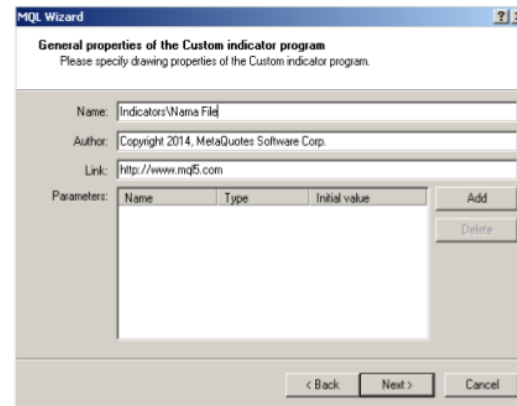 MQL Wizard
General properties of the Custom indicator program
Please specify drawing properties of the Custom indicator program.
Name: Indicators\Nama File
Author: Copyright 2014, MetaQuotes Software Corp.
Link: http://www.mql5.com
Parameters: Name Type Initial value Add
Delete
< Back Next > Cancel